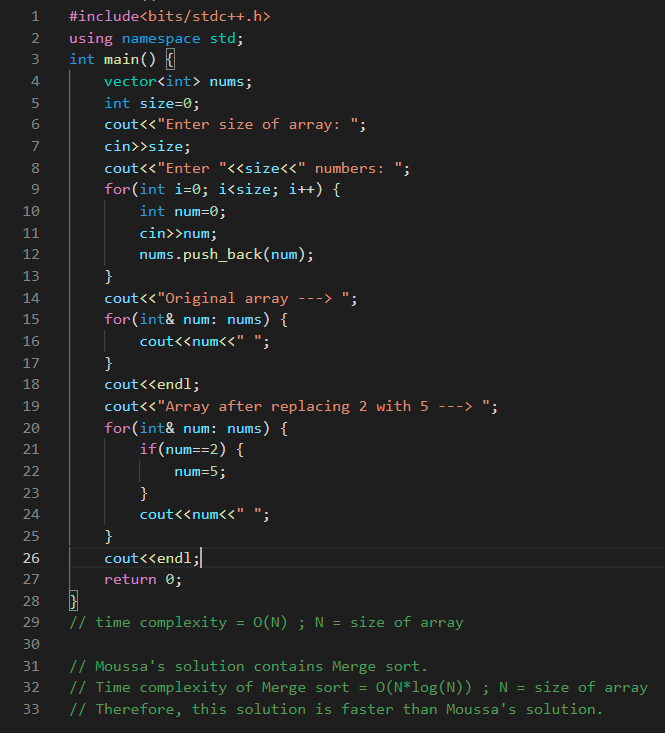 1 #include<bits/stdc++.h>
2 using namespace std;
3 int main() {
4 vector<int> nums;
5 int size=0;
6 cout<<"Enter size of array: ";
7 cin>>size;
8 cout<<"Enter "<<size<<" numbers: ";
9 for(int i=0; i<size; i++) {
10 int num=0;
11 cin>>num;
12 nums.push_back(num);
13 }
14 cout<<"Original array ---> ";
15 for(int& num: nums) {
16 cout<<num<<" ";
17 }
18 cout<<endl;
19 cout<<"Array after replacing 2 with 5 ---> ";
20 for(int& num: nums) {
21 if(num==2) {
22 num=5;
23 }
24 cout<<num<<" ";
25 }
26 cout<<endl;
27 return 0;
28 }
29 // time complexity = O(N) ; N = size of array
30
31 // Moussa's solution contains Merge sort.
32 // Time complexity of Merge sort = O(N*log(N)) ; N = size of array
33 // Therefore, this solution is faster than Moussa's solution.